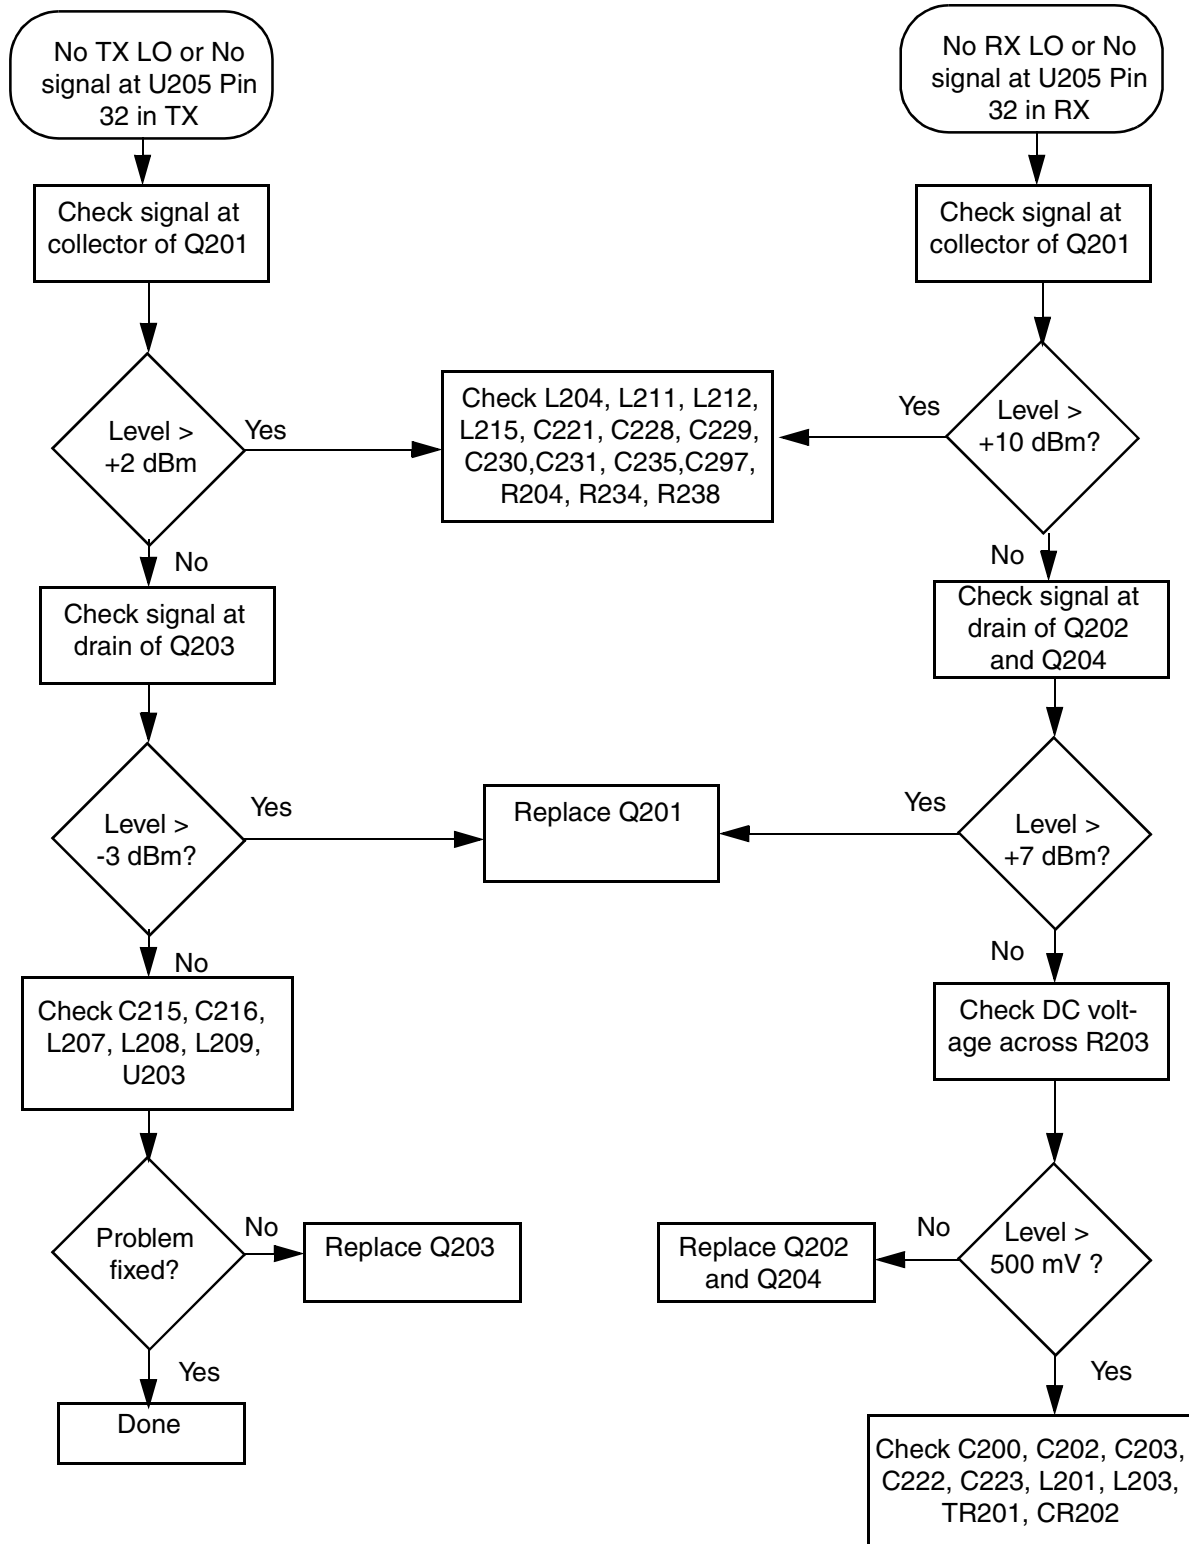 No TX LO or No
signal at U205 Pin
32 in TX
Check signal at
collector of Q201
Level >
+2 dBm
Yes
No
Check signal at
drain of Q203
Level >
-3 dBm?
Yes
No
Check C215, C216,
L207, L208, L209,
U203
Problem
fixed?
No
Replace Q203
Yes
Done
Check L204, L211, L212,
L215, C221, C228, C229,
C230,C231, C235,C297,
R204, R234, R238
Replace Q201
No RX LO or No
signal at U205 Pin
32 in RX
Check signal at
collector of Q201
Level >
+10 dBm?
Yes
No
Check signal at
drain of Q202
and Q204
Level >
+7 dBm?
Yes
No
Check DC volt-
age across R203
Level >
500 mV ?
No
Replace Q202
and Q204
Yes
Check C200, C202, C203,
C222, C223, L201, L203,
TR201, CR202